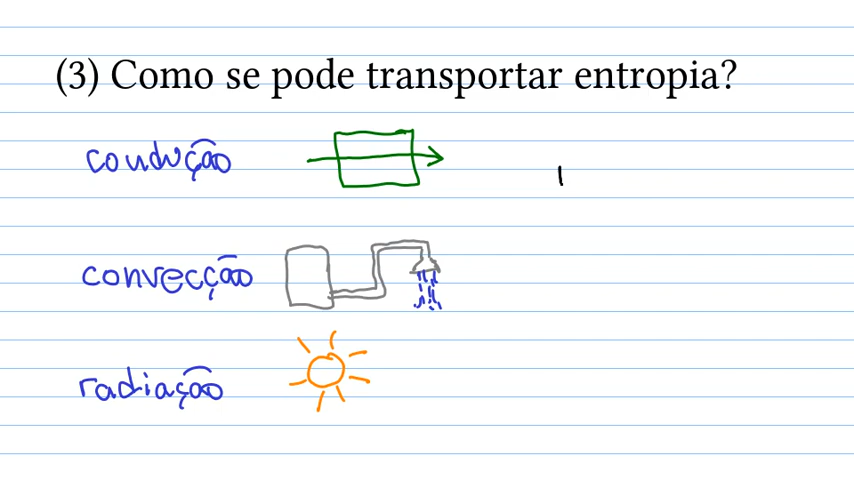 (3) Como se pode transportar entropia?
condução
convecção
radiação